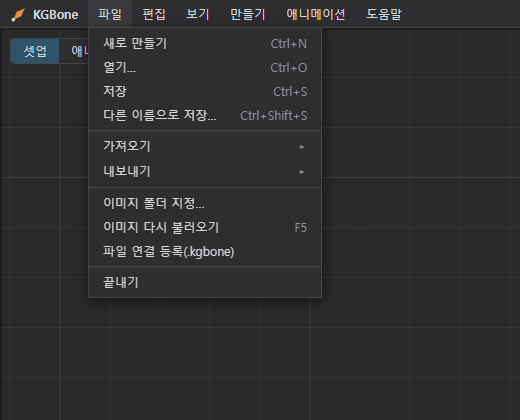 KGBone 파일 편집 보기 만들기 애니메이션 도움말
셋업 애니
새로 만들기 Ctrl+N
열기... Ctrl+O
저장 Ctrl+S
다른 이름으로 저장... Ctrl+Shift+S
가져오기 ▸
내보내기 ▸
이미지 폴더 지정...
이미지 다시 불러오기 F5
파일 연결 등록(.kgbone)
끝내기